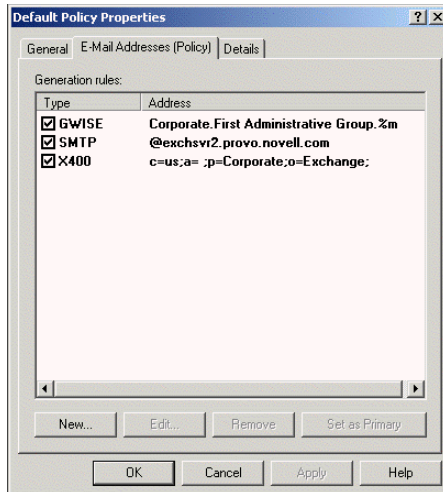 Default Policy Properties
General E-Mail Addresses (Policy) Details
Generation rules:
Type Address
GWISE Corporate.First Administrative Group.%m
SMTP @exchsvr2.provo.novell.com
X400 c=us;a= ;p=Corporate;o=Exchange;
New... Edit... Remove Set as Primary
OK Cancel Apply Help